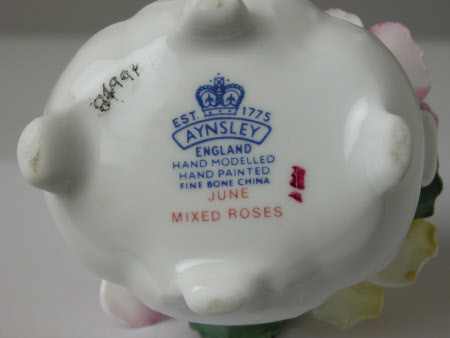 EST. 1775
AYNSLEY
ENGLAND
HAND MODELLED
HAND PAINTED
FINE BONE CHINA
JUNE
MIXED ROSES